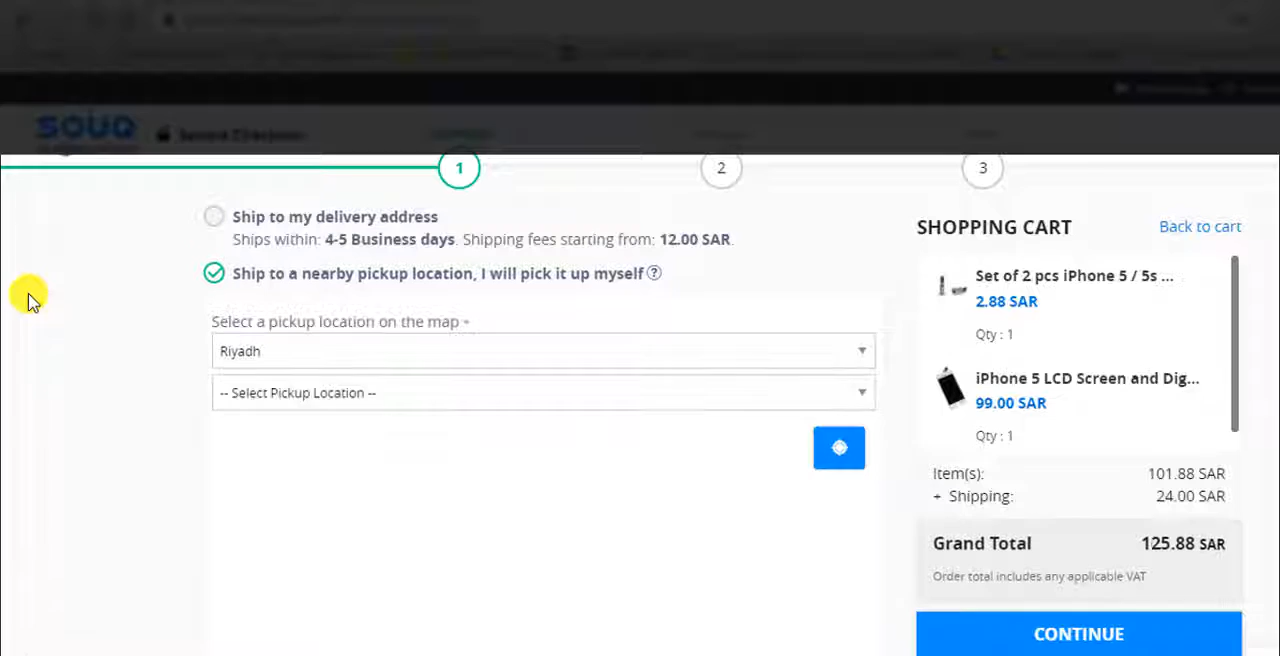 SOUQ
1
2
3
Ship to my delivery address
Ships within: 4-5 Business days. Shipping fees starting from: 12.00 SAR.
Ship to a nearby pickup location, I will pick it up myself ?
Select a pickup location on the map
Riyadh
-- Select Pickup Location --
SHOPPING CART
Back to cart
Set of 2 pcs iPhone 5 / 5s ...
2.88 SAR
Qty : 1
iPhone 5 LCD Screen and Dig...
99.00 SAR
Qty : 1
Item(s): 101.88 SAR
+ Shipping: 24.00 SAR
Grand Total 125.88 SAR
Order total includes any applicable VAT
CONTINUE